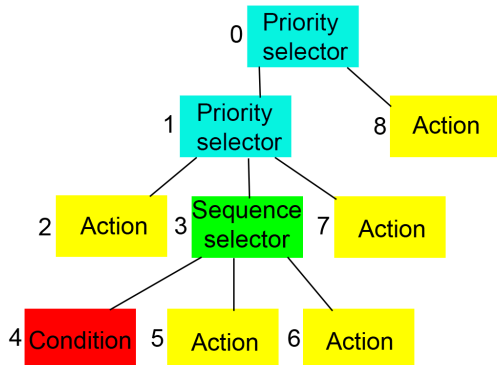 0 Priority
selector
1 Priority
selector
8 Action
2 Action
3 Sequence
selector
7 Action
4 Condition
5 Action
6 Action